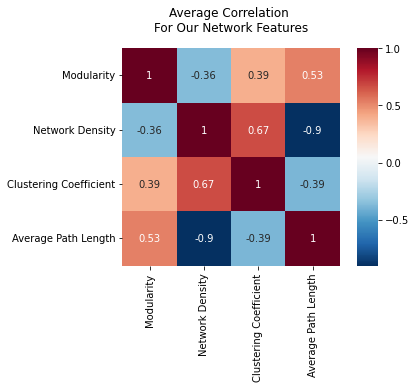 Average Correlation
For Our Network Features
Modularity
1
-0.36
0.39
0.53
Network Density
-0.36
1
0.67
-0.9
Clustering Coefficient
0.39
0.67
1
-0.39
Average Path Length
0.53
-0.9
-0.39
1
Modularity
Network Density
Clustering Coefficient
Average Path Length
1.0
0.5
0.0
−0.5